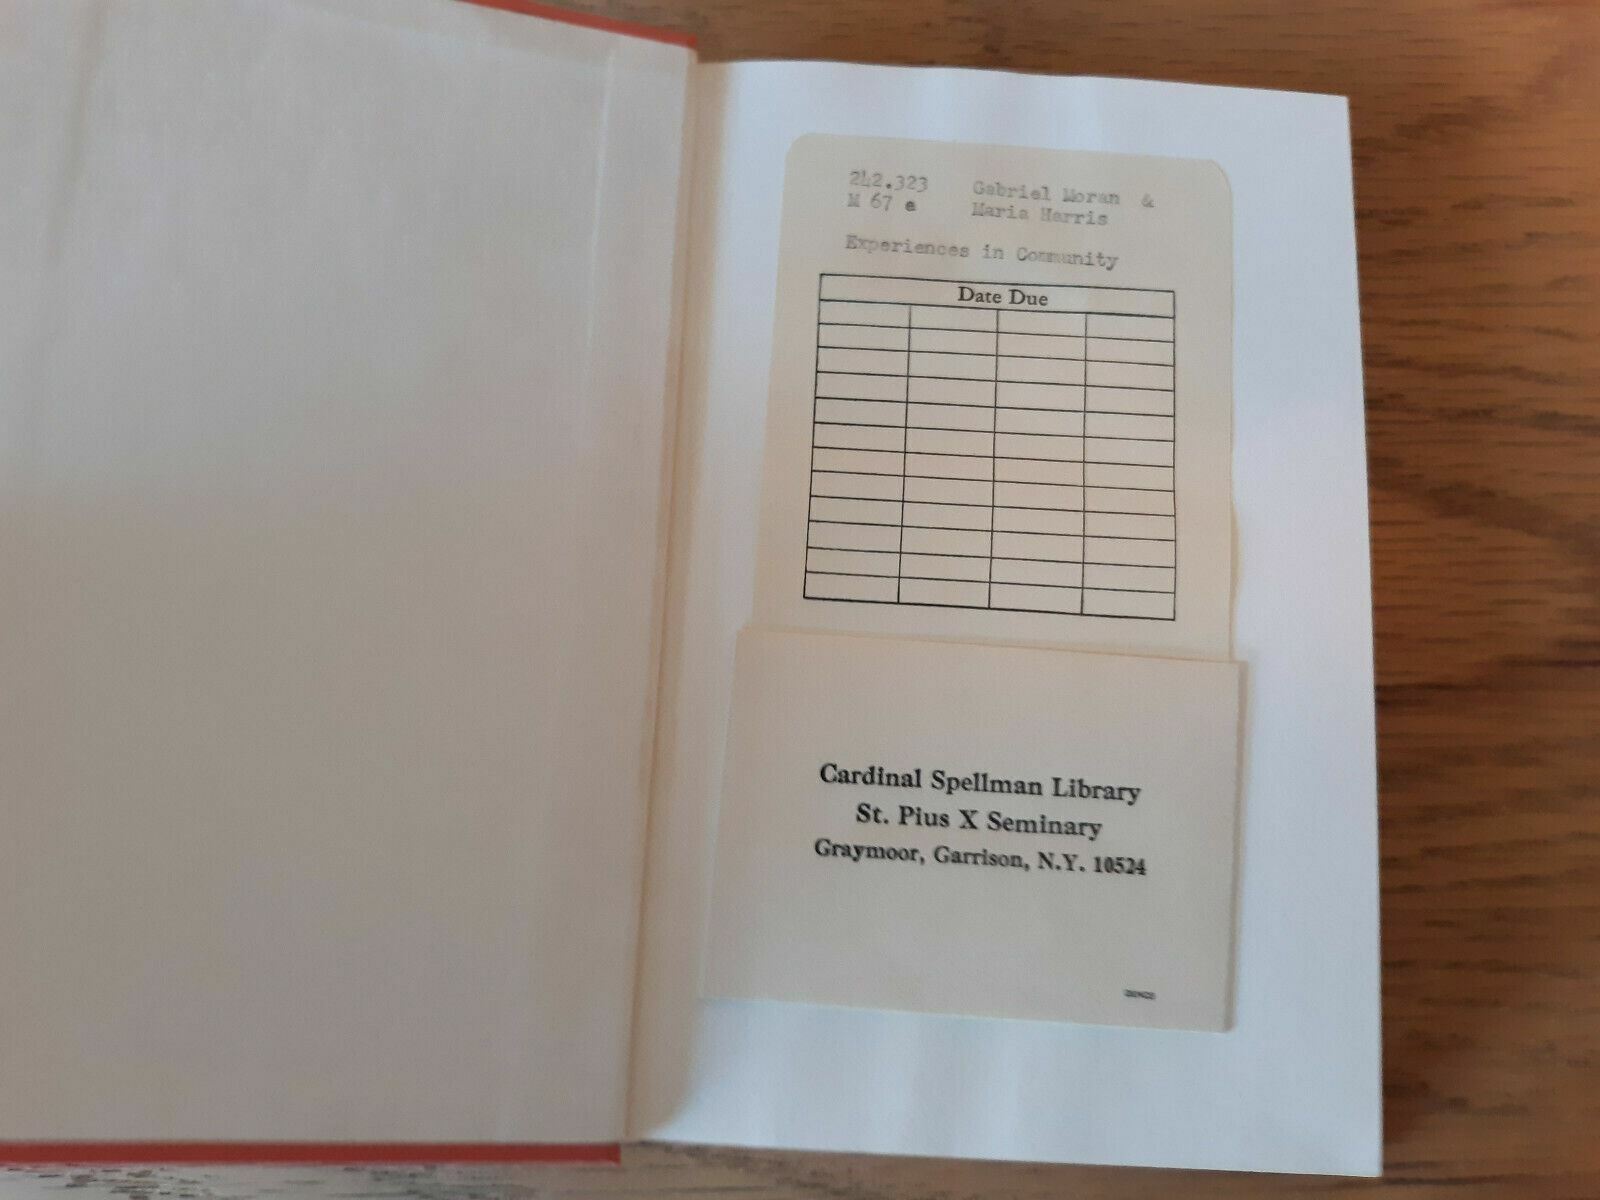 242.323 Gabriel Moran &
M 67 e Maria Harris
Experiences in Community
Date Due
Cardinal Spellman Library
St. Pius X Seminary
Graymoor, Garrison, N.Y. 10524